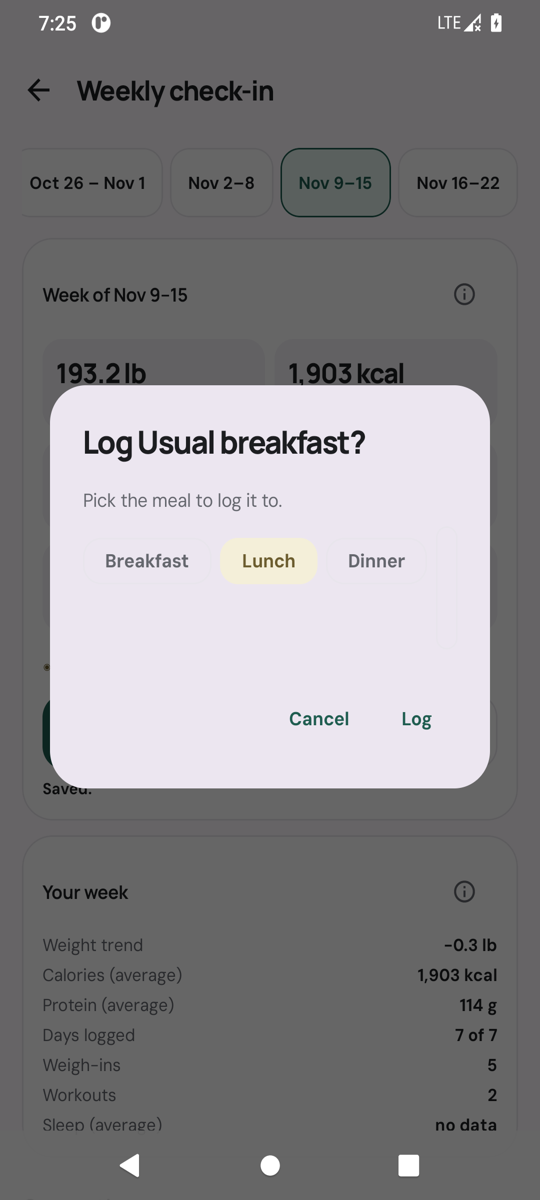 7:25
LTE
Weekly check-in
Oct 26 – Nov 1
Nov 2–8
Nov 9–15
Nov 16–22
Week of Nov 9–15
193.2 lb
1,903 kcal
Log Usual breakfast?
Pick the meal to log it to.
Breakfast
Lunch
Dinner
Cancel
Log
Saved.
Your week
Weight trend
−0.3 lb
Calories (average)
1,903 kcal
Protein (average)
114 g
Days logged
7 of 7
Weigh-ins
5
Workouts
2
Sleep (average)
no data